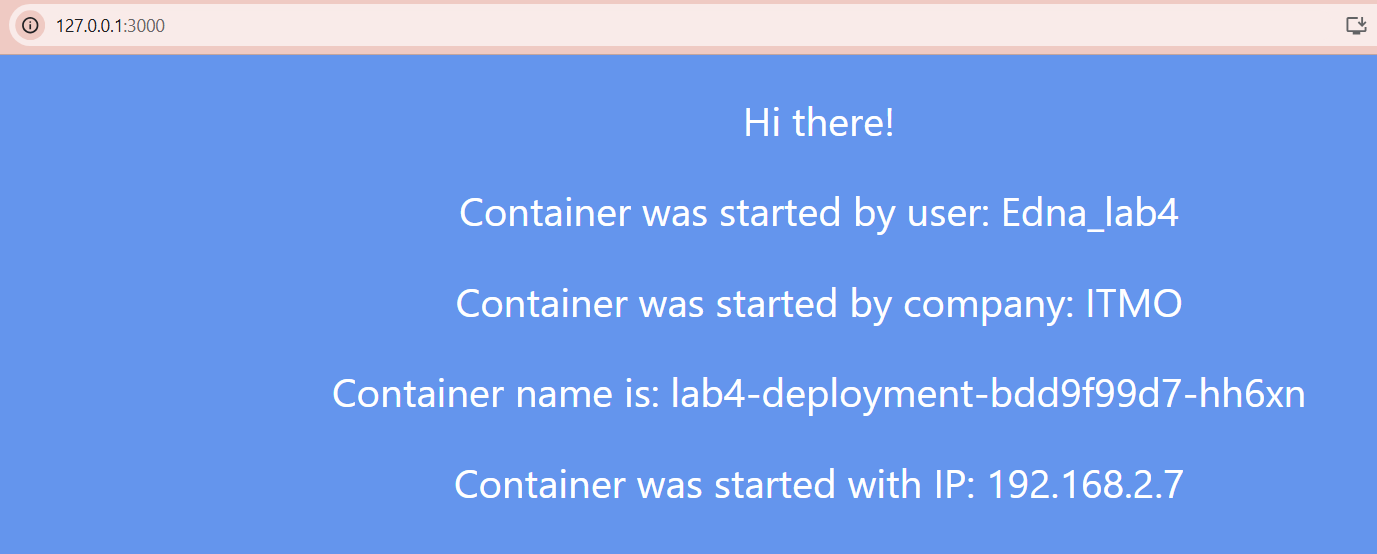 127.0.0.1:3000
Hi there!
Container was started by user: Edna_lab4
Container was started by company: ITMO
Container name is: lab4-deployment-bdd9f99d7-hh6xn
Container was started with IP: 192.168.2.7